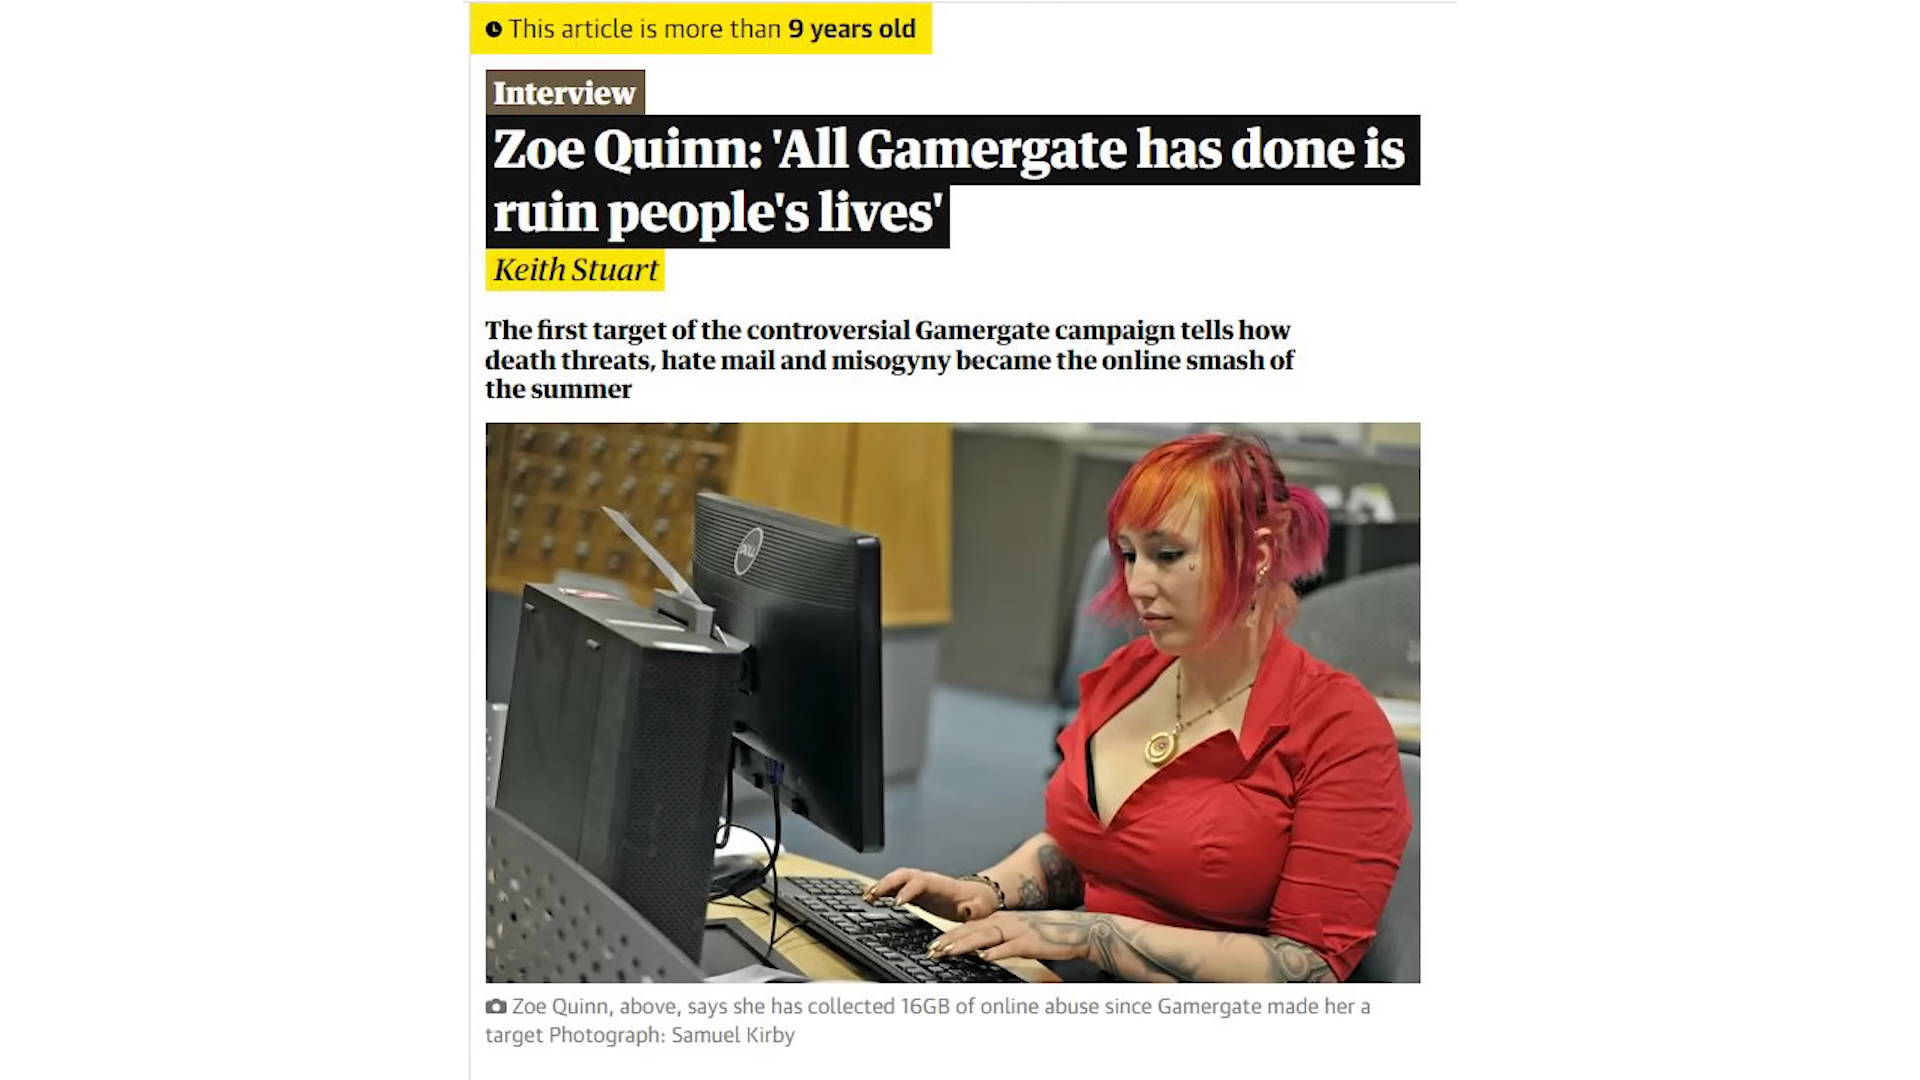 This article is more than 9 years old
Interview
Zoe Quinn: 'All Gamergate has done is
ruin people's lives'
Keith Stuart
The first target of the controversial Gamergate campaign tells how
death threats, hate mail and misogyny became the online smash of
the summer
DELL
Zoe Quinn, above, says she has collected 16GB of online abuse since Gamergate made her a
target Photograph: Samuel Kirby